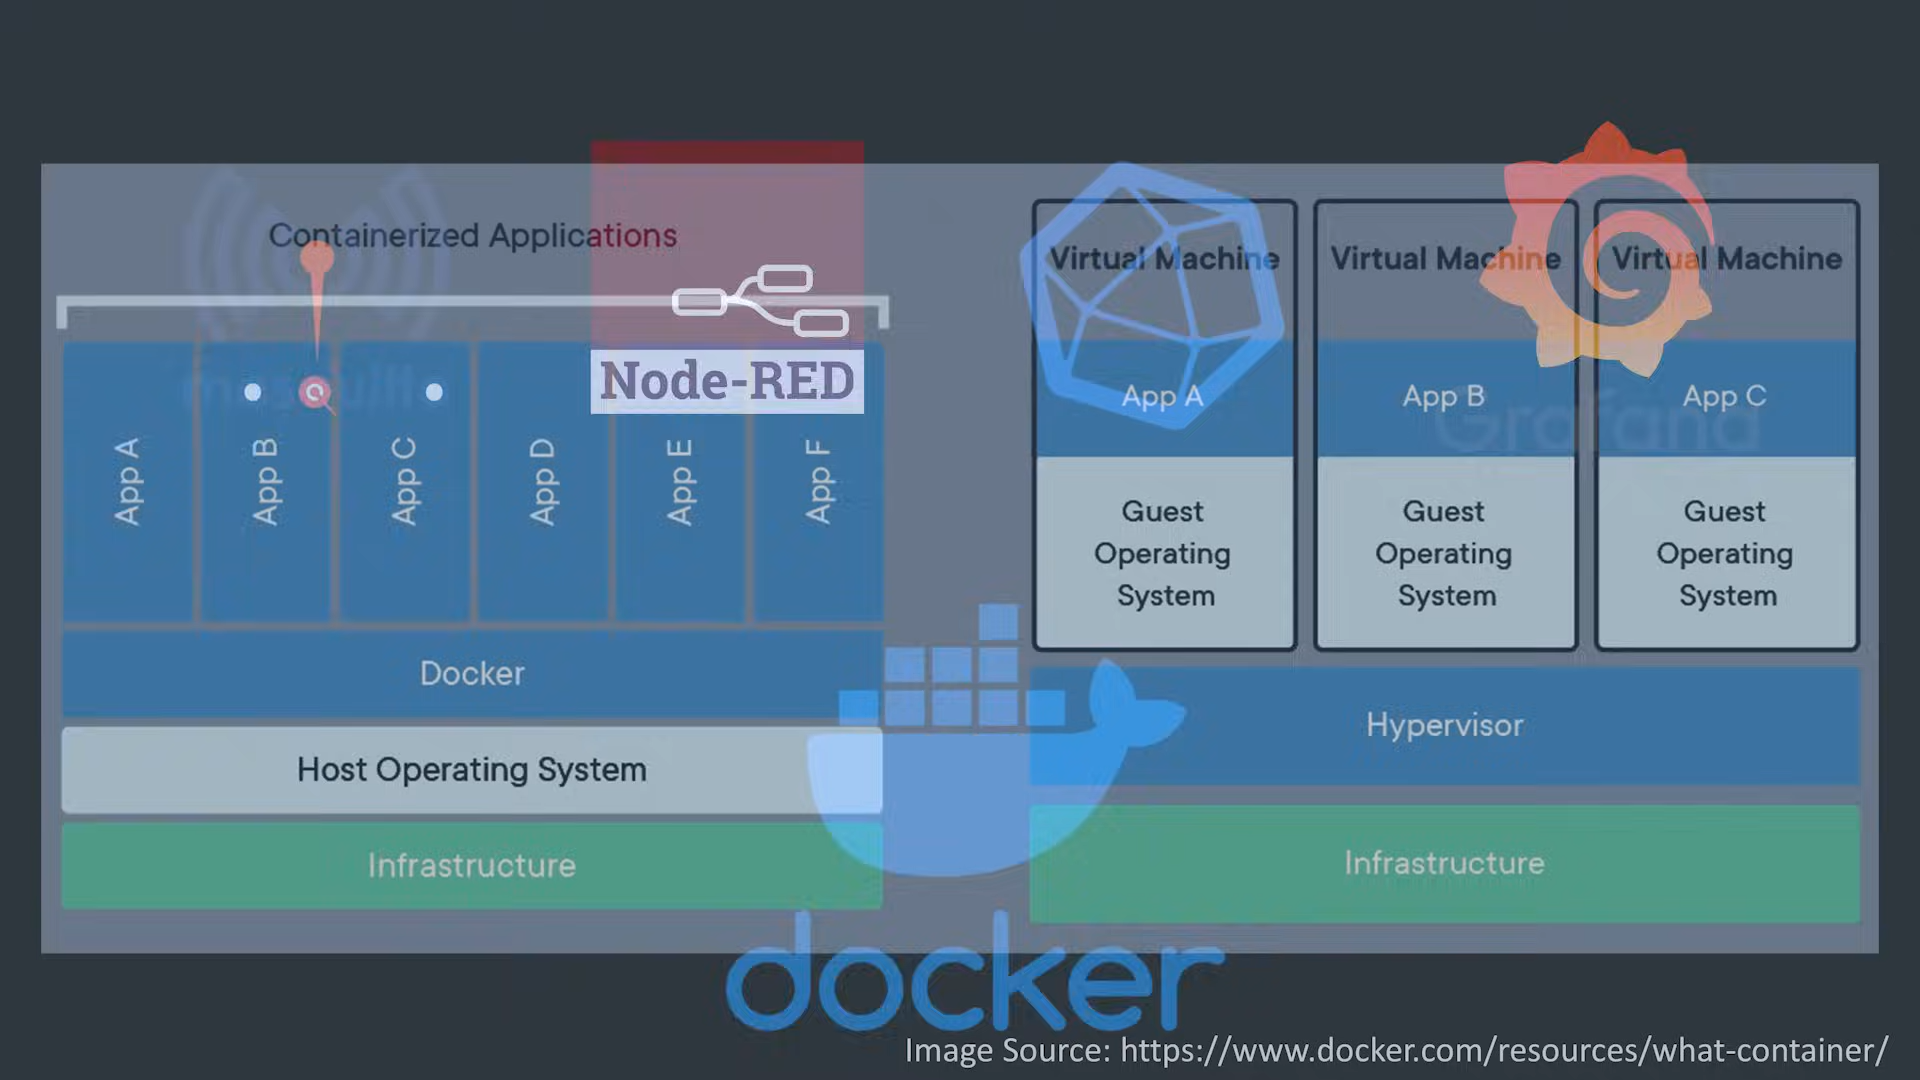 Containerized Applications
Node-RED
App A
App B
App C
App D
App E
App F
Docker
Host Operating System
Infrastructure
Virtual Machine
Virtual Machine
Virtual Machine
App A
App B
App C
Grafana
Guest
Operating
System
Guest
Operating
System
Guest
Operating
System
Hypervisor
Infrastructure
docker
Image Source: https://www.docker.com/resources/what-container/